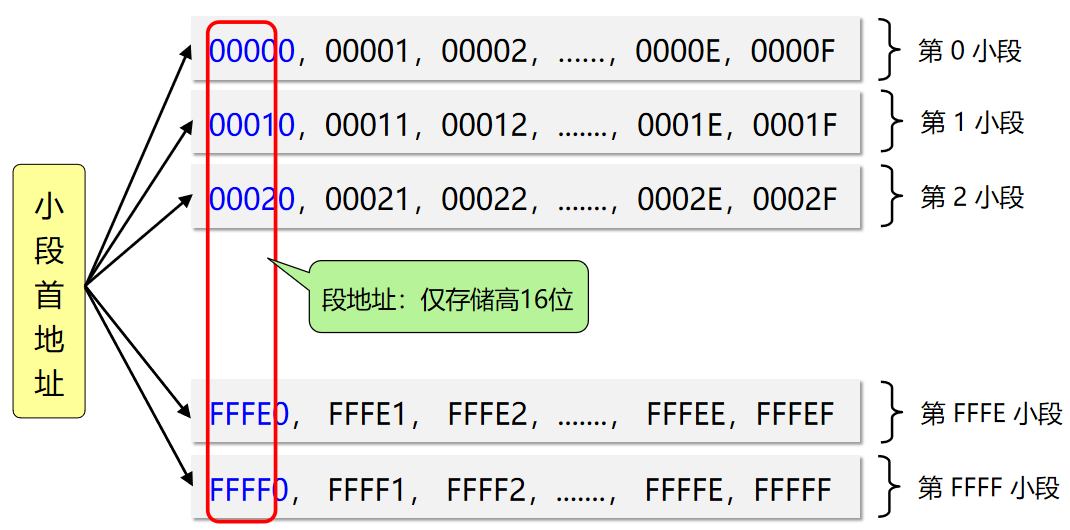 00000，00001，00002，......，0000E，0000F
第 0 小段
00010，00011，00012，.......，0001E，0001F
第 1 小段
00020，00021，00022，.......，0002E，0002F
第 2 小段
小段首地址
段地址：仅存储高16位
FFFE0，FFFE1，FFFE2，.......，FFFEE，FFFEF
第 FFFE 小段
FFFF0，FFFF1，FFFF2，.......，FFFFE，FFFFF
第 FFFF 小段